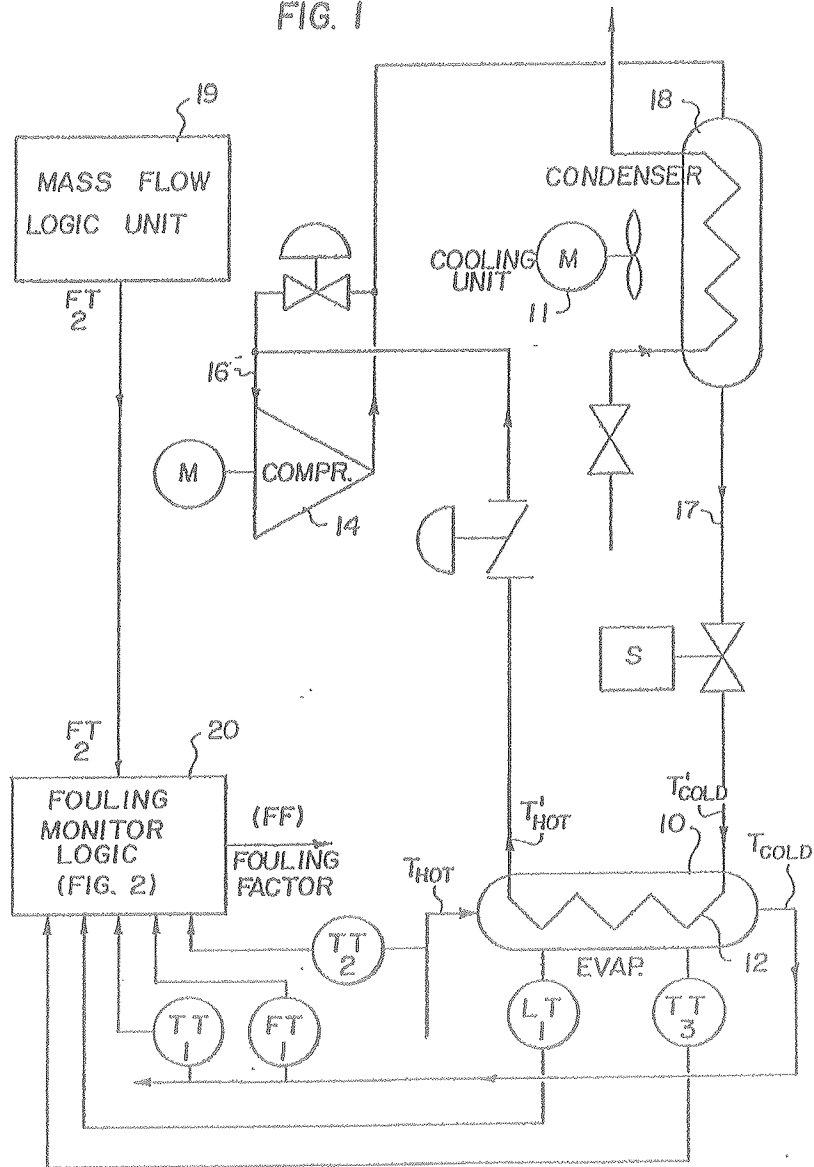 FIG. 1
19
MASS FLOW
LOGIC UNIT
FT
2
18
CONDENSER
COOLING
UNIT
M
11
16
M
COMPR.
14
17
S
FT
2
20
FOULING
MONITOR
LOGIC
(FIG. 2)
(FF)
FOULING
FACTOR
T'HOT
T'COLD
10
TCOLD
THOT
TT
2
EVAP.
12
TT
1
FT
1
LT
1
TT
3